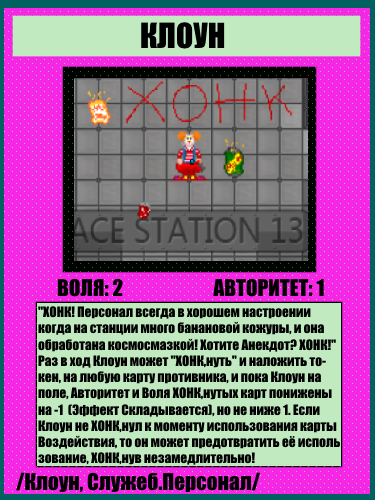 КЛОУН
ХОНК
ACE STATION 13
ВОЛЯ: 2 АВТОРИТЕТ: 1
"ХОНК! Персонал всегда в хорошем настроении
когда на станции много банановой кожуры, и она
обработана космосмазкой! Хотите Анекдот? ХОНК!"
Раз в ход Клоун может "ХОНК,нуть" и наложить то-
кен, на любую карту противника, и пока Клоун на
поле, Авторитет и Воля ХОНК,нутых карт понижены
на -1 (Эффект Складывается), но не ниже 1. Если
Клоун не ХОНК,нул к моменту использования карты
Воздействия, то он может предотвратить её исполь
зование, ХОНК,нув незамедлительно!
/Клоун, Служеб.Персонал/